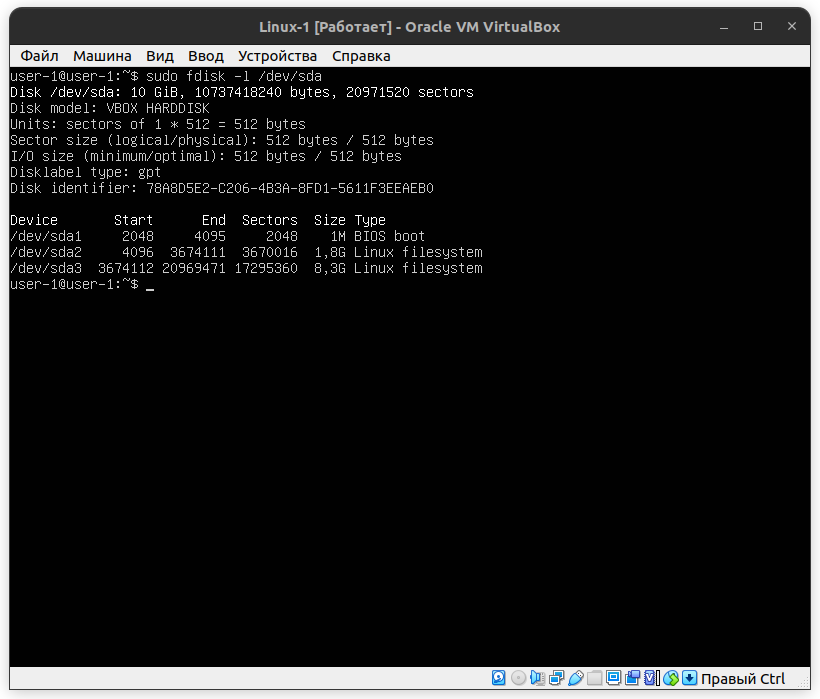 Linux-1 [Работает] - Oracle VM VirtualBox
Файл Машина Вид Ввод Устройства Справка
user-1@user-1:~$ sudo fdisk -l /dev/sda
Disk /dev/sda: 10 GiB, 10737418240 bytes, 20971520 sectors
Disk model: VBOX HARDDISK
Units: sectors of 1 * 512 = 512 bytes
Sector size (logical/physical): 512 bytes / 512 bytes
I/O size (minimum/optimal): 512 bytes / 512 bytes
Disklabel type: gpt
Disk identifier: 78A8D5E2-C206-4B3A-8FD1-5611F3EEAEB0
Device Start End Sectors Size Type
/dev/sda1 2048 4095 2048 1M BIOS boot
/dev/sda2 4096 3674111 3670016 1,8G Linux filesystem
/dev/sda3 3674112 20969471 17295360 8,3G Linux filesystem
user-1@user-1:~$ _
Правый Ctrl